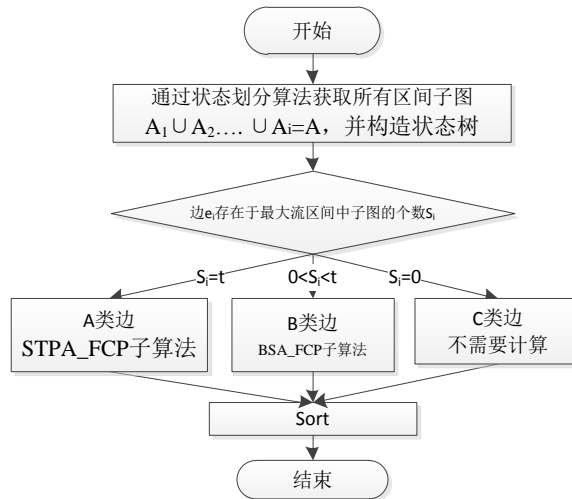 开始
通过状态划分算法获取所有区间子图
A₁∪A₂…. ∪Aᵢ=A，并构造状态树
边eᵢ存在于最大流区间中子图的个数Sᵢ
Sᵢ=t
0<Sᵢ<t
Sᵢ=0
A类边
STPA_FCP子算法
B类边
BSA_FCP子算法
C类边
不需要计算
Sort
结束